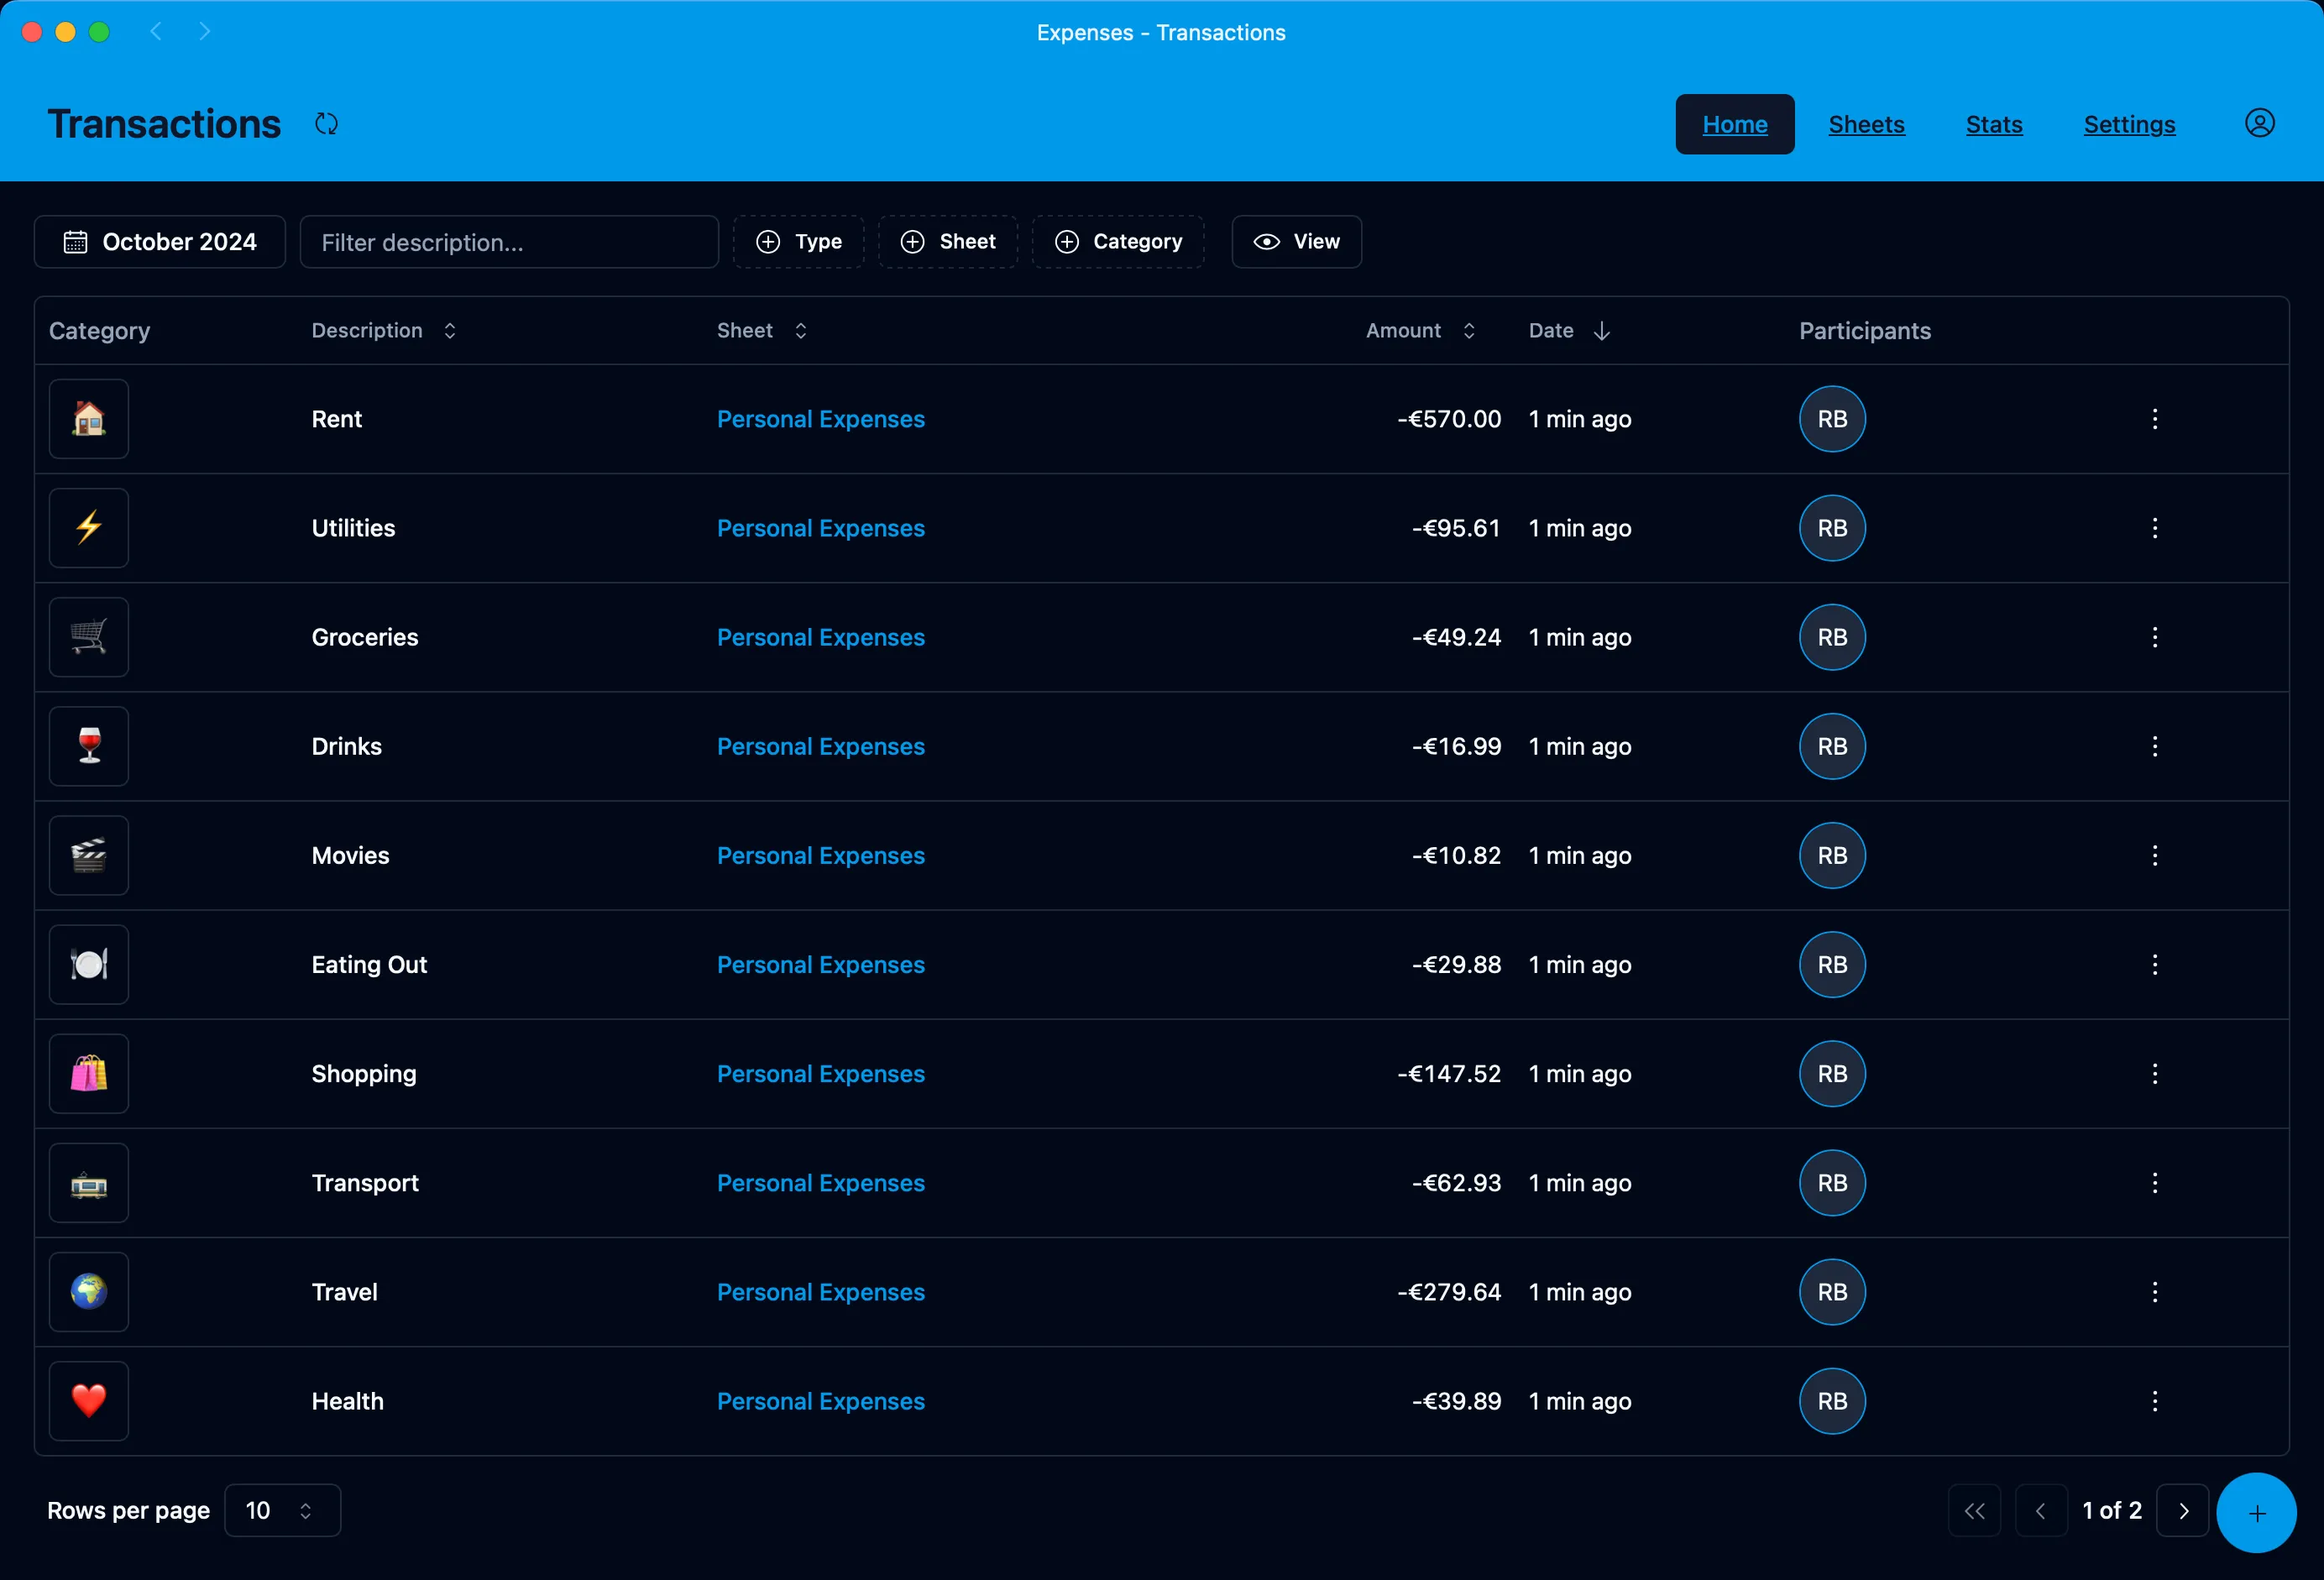 Expenses - Transactions
Transactions
Home Sheets Stats Settings
October 2024 Filter description... Type Sheet Category View
Category Description Sheet Amount Date Participants
Rent Personal Expenses -€570.00 1 min ago RB
Utilities Personal Expenses -€95.61 1 min ago RB
Groceries Personal Expenses -€49.24 1 min ago RB
Drinks Personal Expenses -€16.99 1 min ago RB
Movies Personal Expenses -€10.82 1 min ago RB
Eating Out Personal Expenses -€29.88 1 min ago RB
Shopping Personal Expenses -€147.52 1 min ago RB
Transport Personal Expenses -€62.93 1 min ago RB
Travel Personal Expenses -€279.64 1 min ago RB
Health Personal Expenses -€39.89 1 min ago RB
Rows per page 10 1 of 2